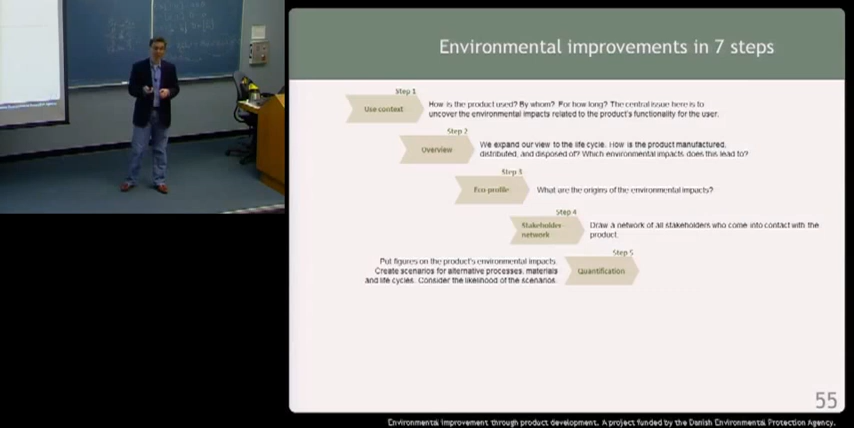 Environmental improvements in 7 steps
Step 1
Use context
How is the product used? By whom? For how long? The central issue here is to
uncover the environmental impacts related to the product's functionality for the user.
Step 2
Overview
We expand our view to the life cycle. How is the product manufactured,
distributed, and disposed of? Which environmental impacts does this lead to?
Step 3
Eco-profile
What are the origins of the environmental impacts?
Step 4
Stakeholder
network
Draw a network of all stakeholders who come into contact with the
product.
Step 5
Quantification
Put figures on the product's environmental impacts.
Create scenarios for alternative processes, materials
and life cycles. Consider the likelihood of the scenarios.
55
Environmental improvement through product development. A project funded by the Danish Environmental Protection Agency.